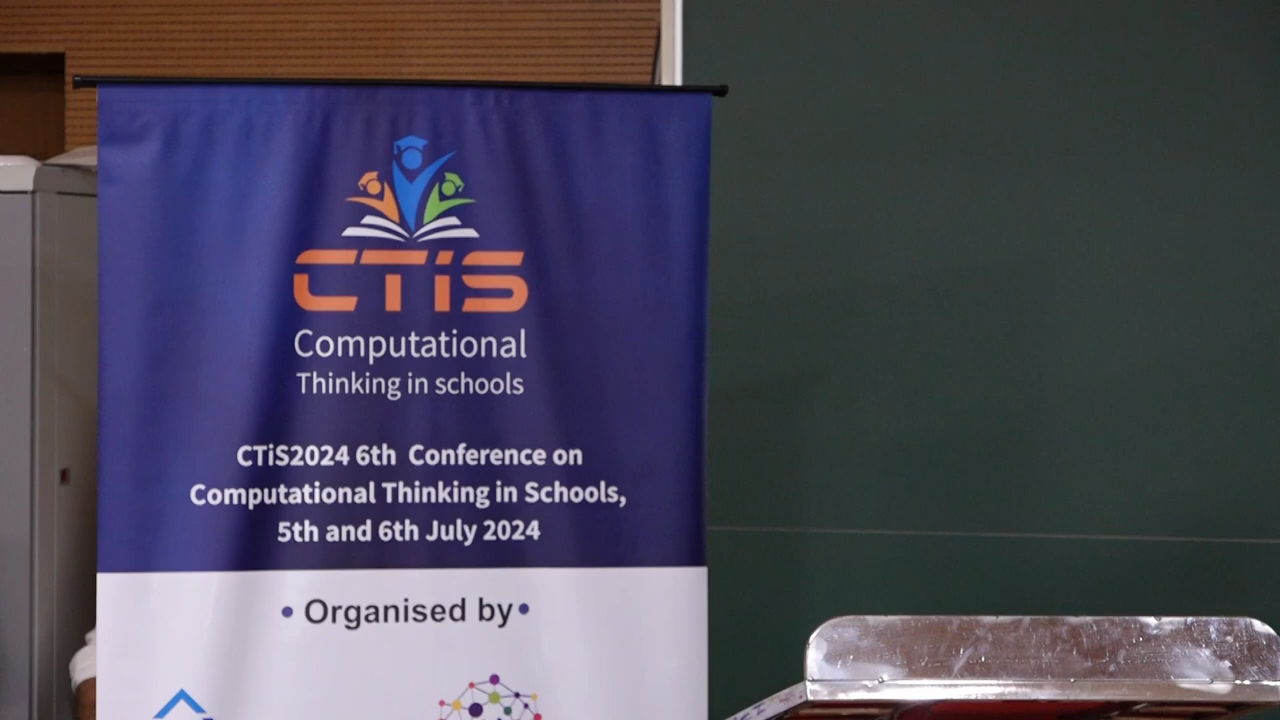 CTiS
Computational
Thinking in schools
CTiS2024 6th Conference on
Computational Thinking in Schools,
5th and 6th July 2024
• Organised by •